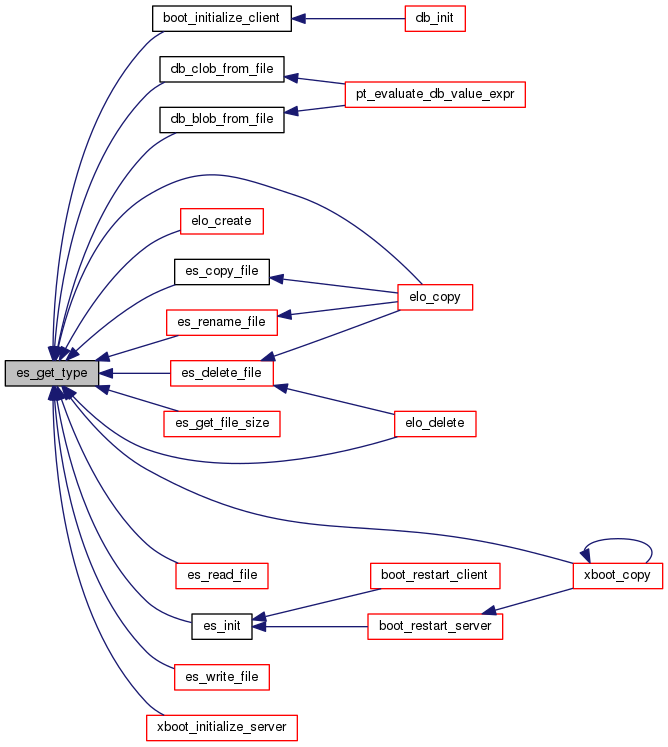 boot_initialize_client
db_init
db_clob_from_file
pt_evaluate_db_value_expr
db_blob_from_file
elo_create
es_copy_file
elo_copy
es_rename_file
es_get_type
es_delete_file
es_get_file_size
elo_delete
es_read_file
boot_restart_client
xboot_copy
es_init
boot_restart_server
es_write_file
xboot_initialize_server